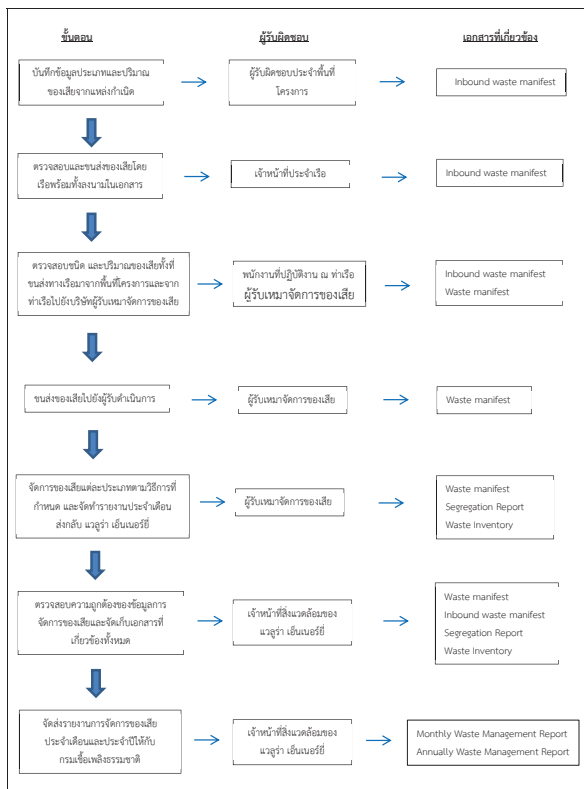 ขั้นตอน
ผู้รับผิดชอบ
เอกสารที่เกี่ยวข้อง
บันทึกข้อมูลประเภทและปริมาณ
ของเสียจากแหล่งกำเนิด
ผู้รับผิดชอบประจำพื้นที่
โครงการ
Inbound waste manifest
ตรวจสอบและขนส่งของเสียโดย
เรือพร้อมทั้งลงนามในเอกสาร
เจ้าหน้าที่ประจำเรือ
Inbound waste manifest
ตรวจสอบชนิด และปริมาณของเสียทั้งที่
ขนส่งทางเรือมาจากพื้นที่โครงการและจาก
ท่าเรือไปยังบริษัทผู้รับเหมาจัดการของเสีย
พนักงานที่ปฏิบัติงาน ณ ท่าเรือ
ผู้รับเหมาจัดการของเสีย
Inbound waste manifest
Waste manifest
ขนส่งของเสียไปยังผู้รับดำเนินการ
ผู้รับเหมาจัดการของเสีย
Waste manifest
จัดการของเสียแต่ละประเภทตามวิธีการที่
กำหนด และจัดทำรายงานประจำเดือน
ส่งกลับ แวลูร่า เอ็นเนอร์ยี่
ผู้รับเหมาจัดการของเสีย
Waste manifest
Segregation Report
Waste Inventory
ตรวจสอบความถูกต้องของข้อมูลการ
จัดการของเสียและจัดเก็บเอกสารที่
เกี่ยวข้องทั้งหมด
เจ้าหน้าที่สิ่งแวดล้อมของ
แวลูร่า เอ็นเนอร์ยี่
Waste manifest
Inbound waste manifest
Segregation Report
Waste Inventory
จัดส่งรายงานการจัดการของเสีย
ประจำเดือนและประจำปีให้กับ
กรมเชื้อเพลิงธรรมชาติ
เจ้าหน้าที่สิ่งแวดล้อมของ
แวลูร่า เอ็นเนอร์ยี่
Monthly Waste Management Report
Annually Waste Management Report